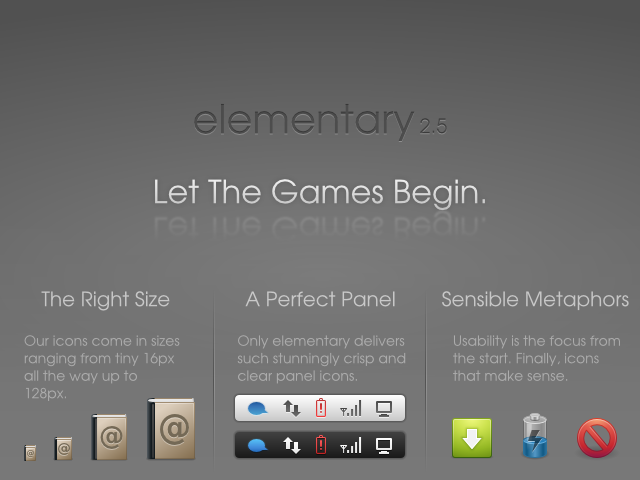 elementary 2.5
Let The Games Begin.
The Right Size
Our icons come in sizes
ranging from tiny 16px
all the way up to
128px.
@ @ @ @
A Perfect Panel
Only elementary delivers
such stunningly crisp and
clear panel icons.
Sensible Metaphors
Usability is the focus from
the start. Finally, icons
that make sense.